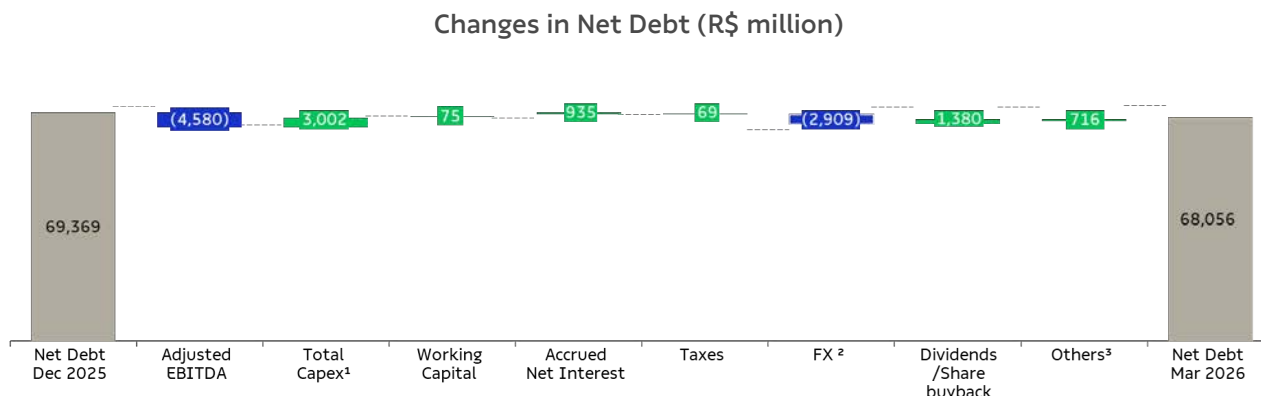 Changes in Net Debt (R$ million)
(4,580)
3,002
75
935
69
(2,909)
1,380
716
69,369
68,056
Net Debt
Dec 2025
Adjusted
EBITDA
Total
Capex¹
Working
Capital
Accrued
Net Interest
Taxes
FX ²
Dividends
/Share
buyback
Others³
Net Debt
Mar 2026